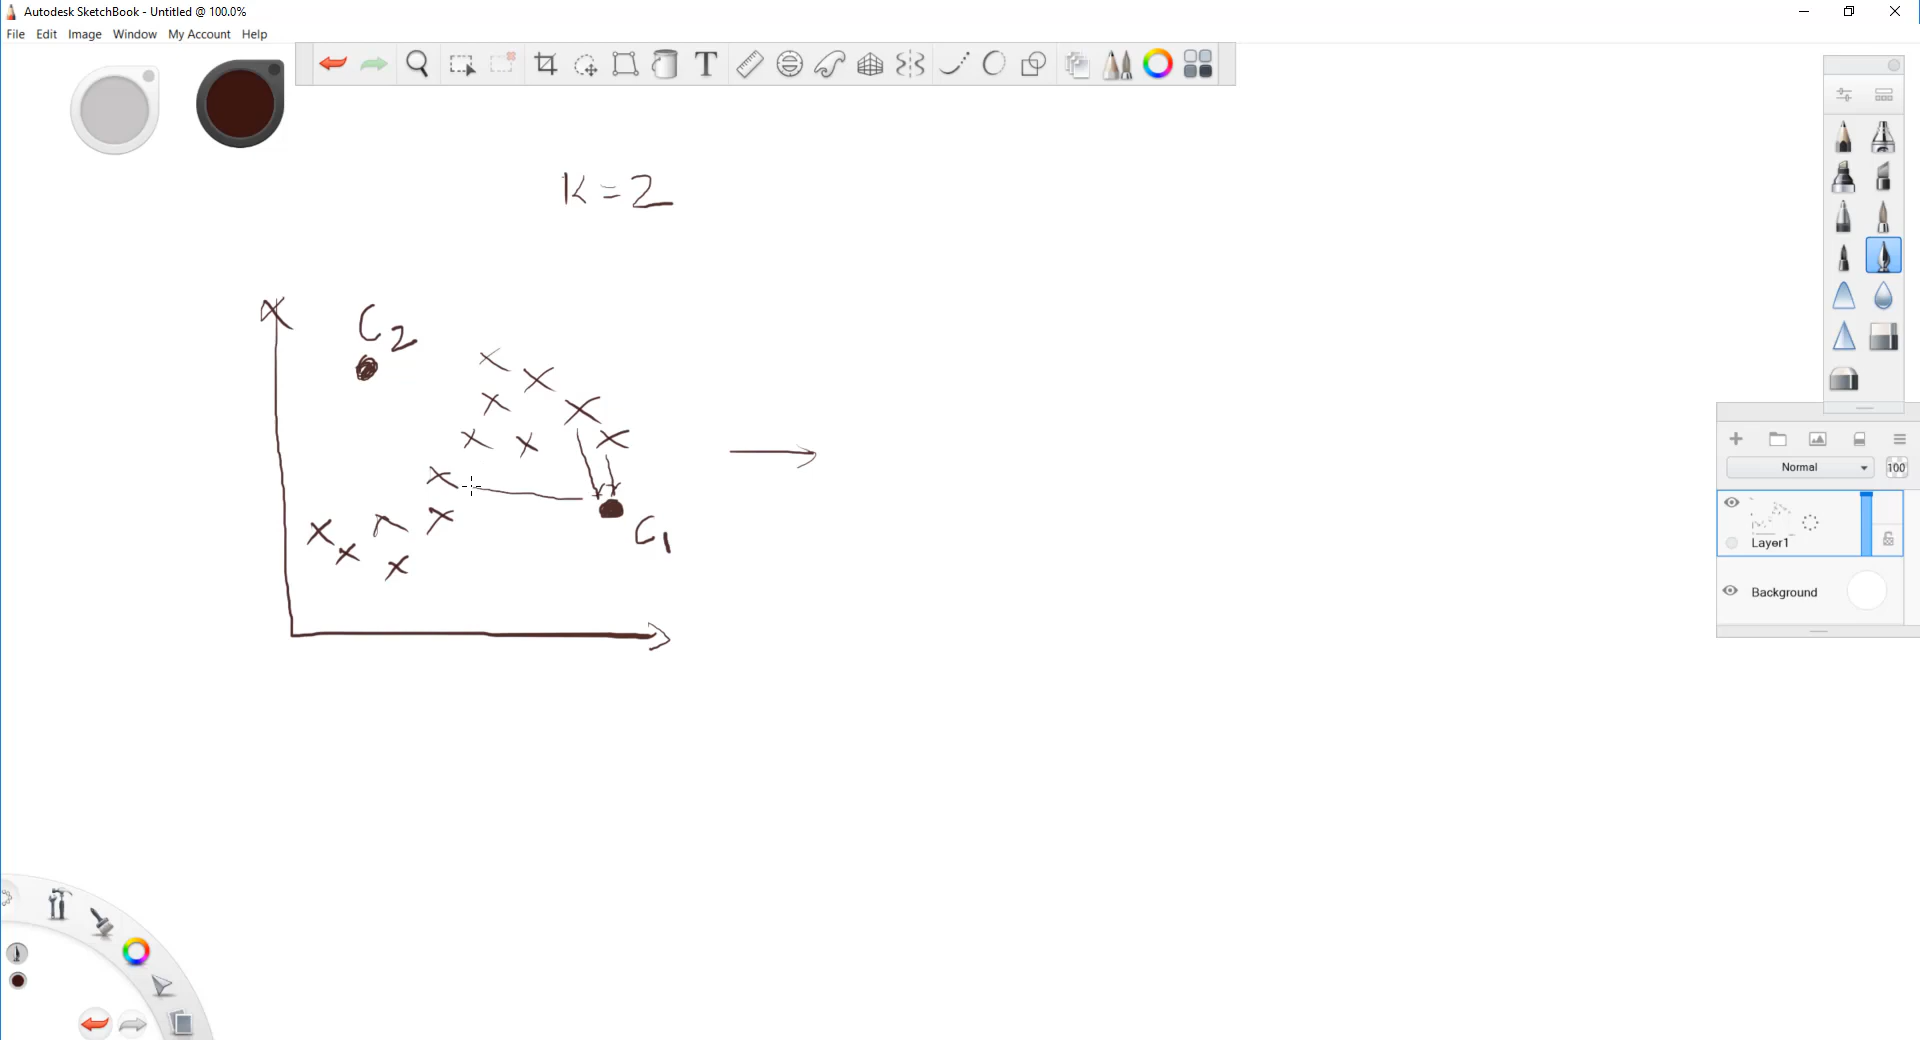 Autodesk SketchBook - Untitled @ 100.0%
File Edit Image Window My Account Help
T
K = 2
C2
C1
Normal
100
Layer1
Background